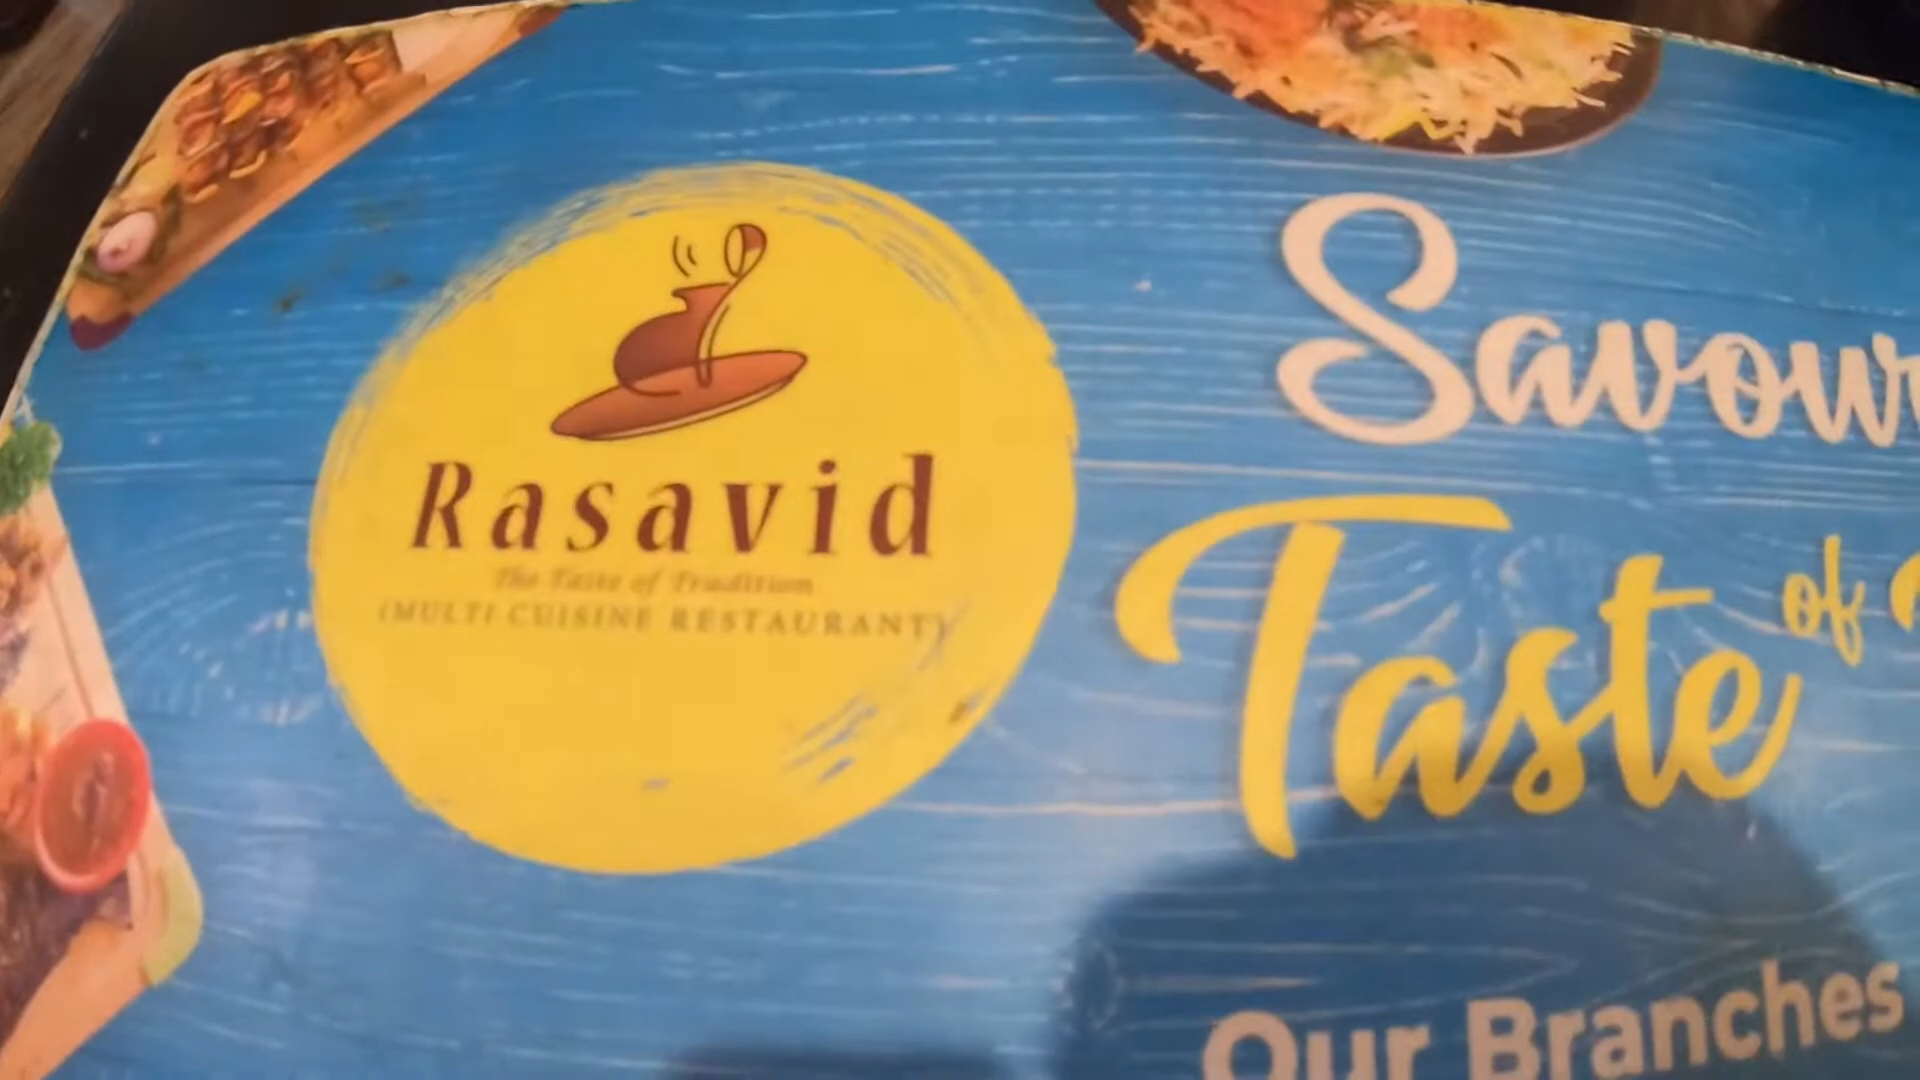 Rasavid
The Taste of Tradition
(MULTI CUISINE RESTAURANT)
Savour
Taste of
Our Branches